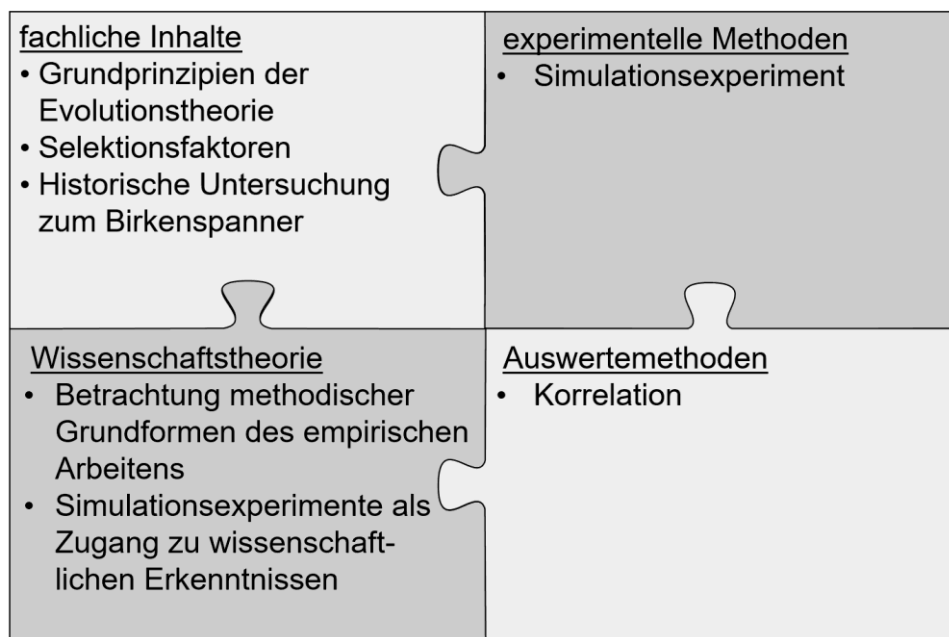 fachliche Inhalte
• Grundprinzipien der
Evolutionstheorie
• Selektionsfaktoren
• Historische Untersuchung
zum Birkenspanner
experimentelle Methoden
• Simulationsexperiment
Wissenschaftstheorie
• Betrachtung methodischer
Grundformen des empirischen
Arbeitens
• Simulationsexperimente als
Zugang zu wissenschaft-
lichen Erkenntnissen
Auswertemethoden
• Korrelation